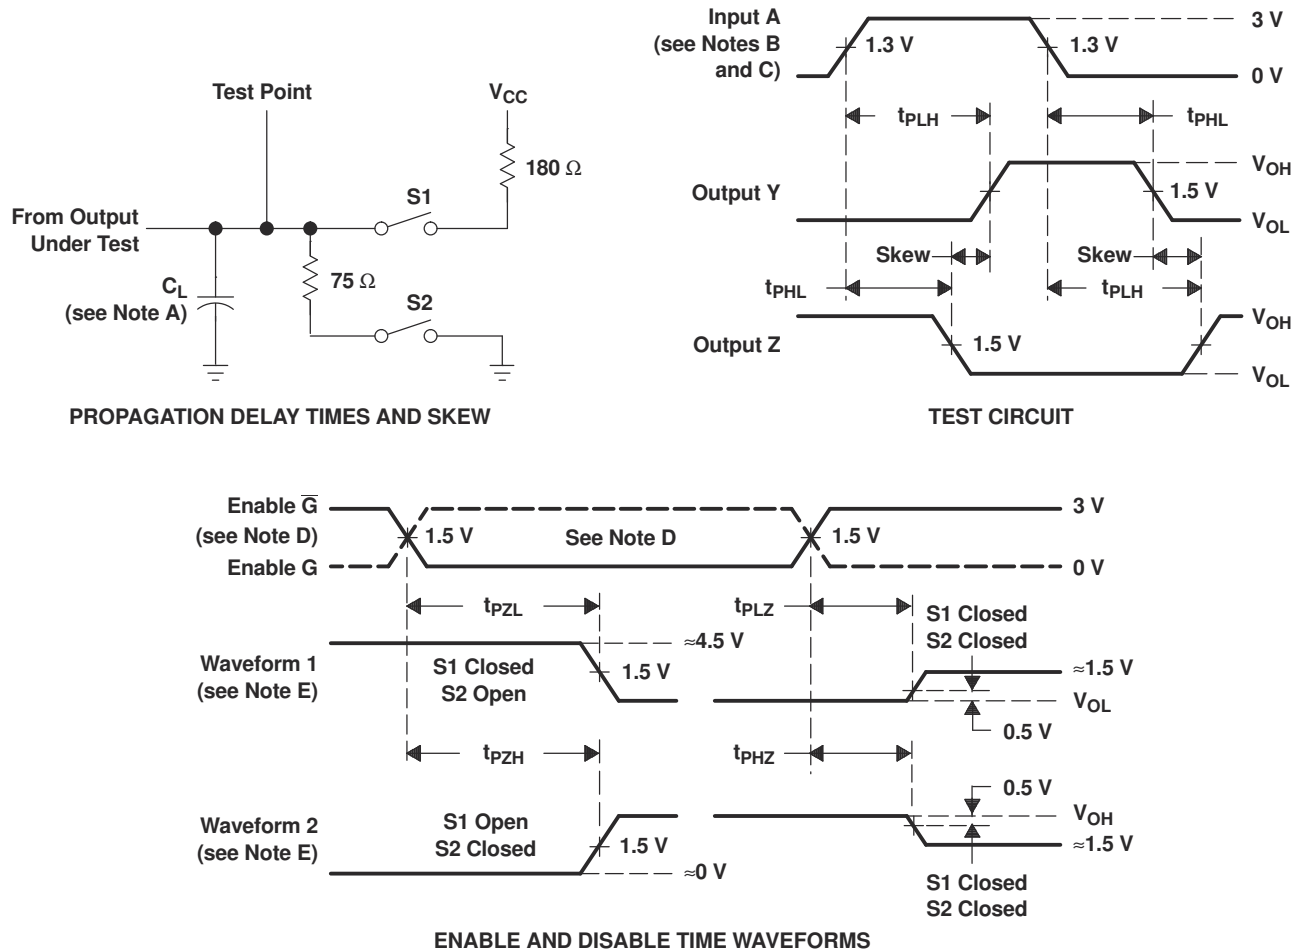 Test Point
V_CC
180 Ω
S1
From Output
Under Test
75 Ω
C_L
(see Note A)
S2
PROPAGATION DELAY TIMES AND SKEW
Input A
(see Notes B
and C)
1.3 V
1.3 V
3 V
0 V
t_PLH
t_PHL
Output Y
V_OH
1.5 V
V_OL
Skew
Skew
t_PHL
t_PLH
Output Z
1.5 V
V_OH
V_OL
TEST CIRCUIT
Enable G̅
(see Note D)
Enable G
1.5 V
See Note D
1.5 V
3 V
0 V
t_PZL
t_PLZ
S1 Closed
S2 Closed
Waveform 1
(see Note E)
S1 Closed
S2 Open
≈4.5 V
1.5 V
≈1.5 V
V_OL
0.5 V
t_PZH
t_PHZ
0.5 V
Waveform 2
(see Note E)
S1 Open
S2 Closed
1.5 V
≈0 V
V_OH
≈1.5 V
S1 Closed
S2 Closed
ENABLE AND DISABLE TIME WAVEFORMS